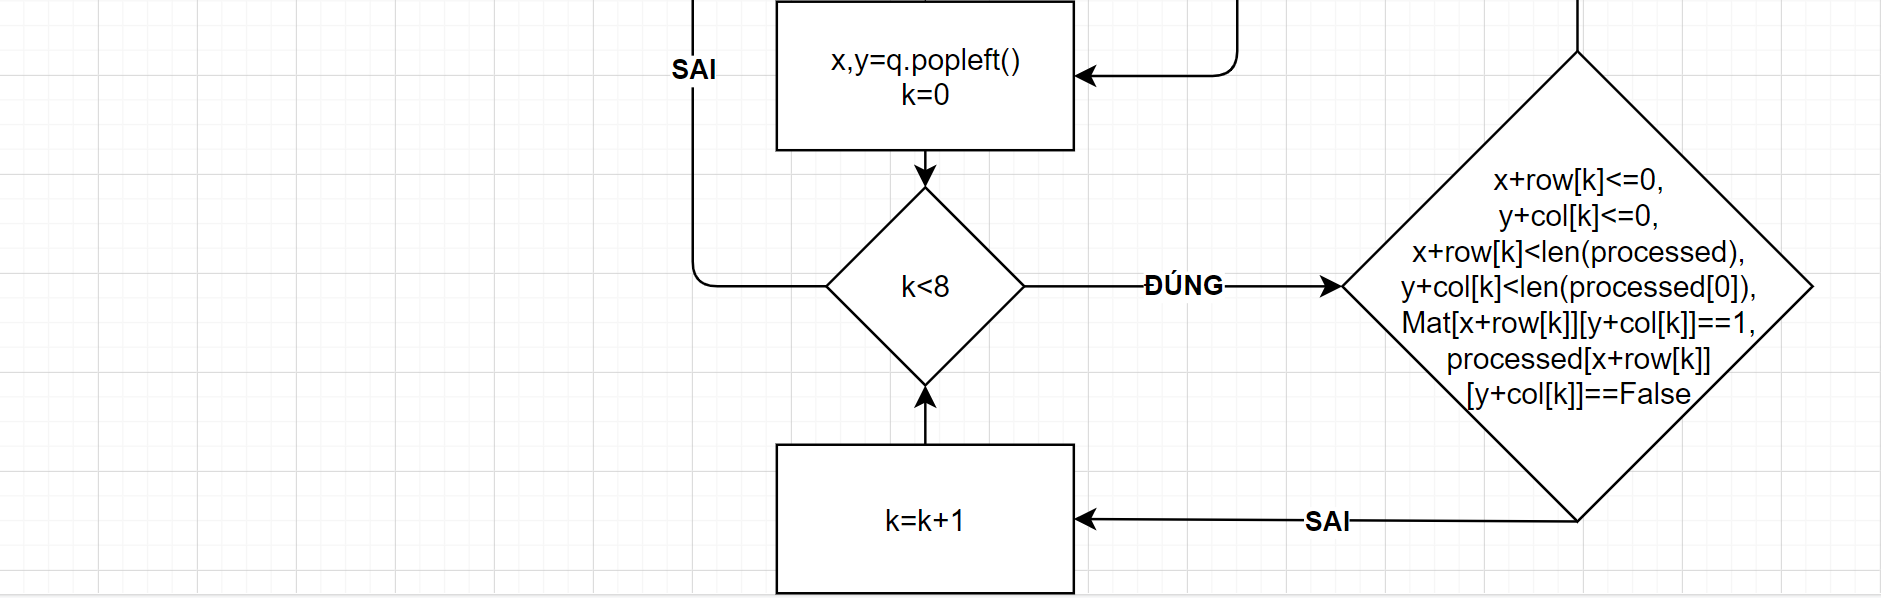 SAI
x,y=q.popleft()
k=0
k<8
ĐÚNG
x+row[k]<=0,
y+col[k]<=0,
x+row[k]<len(processed),
y+col[k]<len(processed[0]),
Mat[x+row[k]][y+col[k]]==1,
processed[x+row[k]]
[y+col[k]]==False
k=k+1
SAI